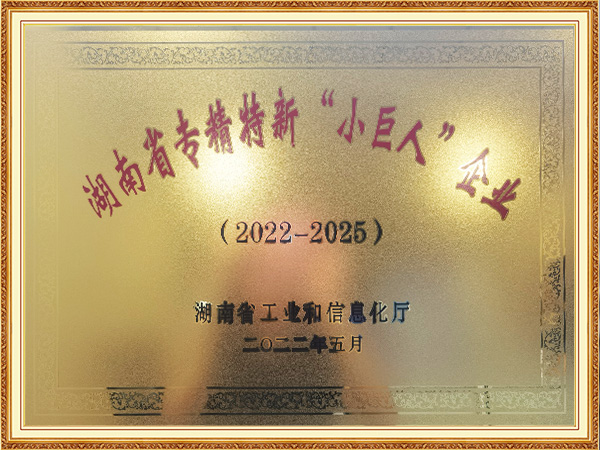 湖南省专精特新“小巨人”企业
（2022-2025）
湖南省工业和信息化厅
二〇二二年五月